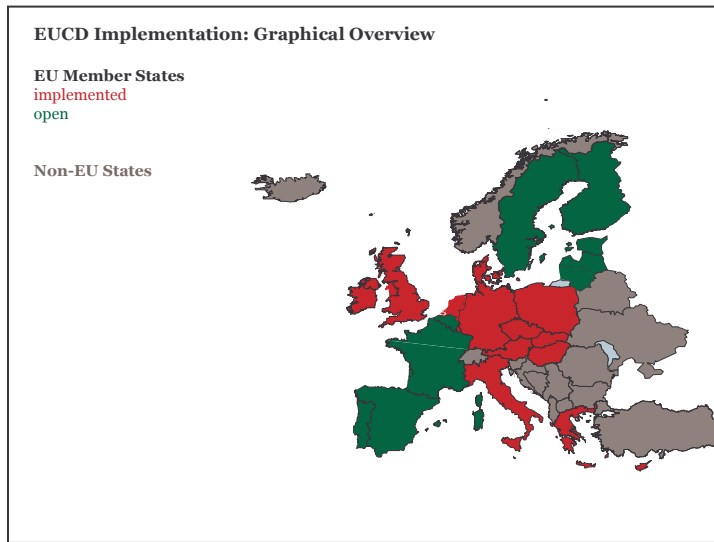 EUCD Implementation: Graphical Overview
EU Member States
implemented
open
Non-EU States